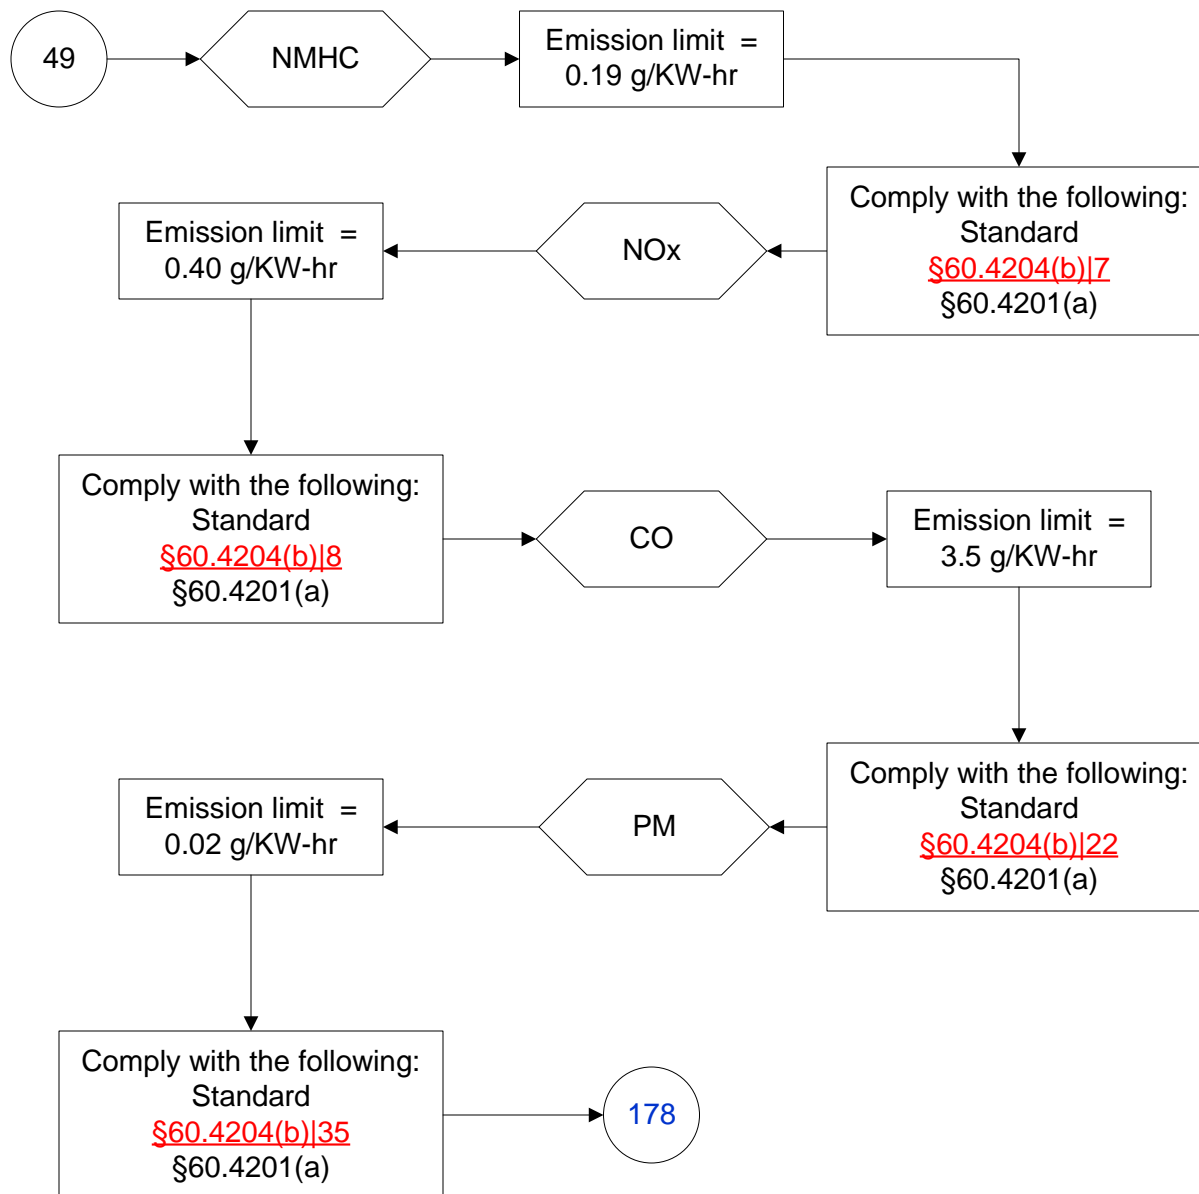 49
NMHC
Emission limit =
0.19 g/KW-hr
Comply with the following:
Standard
§60.4204(b)|7
§60.4201(a)
NOx
Emission limit =
0.40 g/KW-hr
Comply with the following:
Standard
§60.4204(b)|8
§60.4201(a)
CO
Emission limit =
3.5 g/KW-hr
Comply with the following:
Standard
§60.4204(b)|22
§60.4201(a)
PM
Emission limit =
0.02 g/KW-hr
Comply with the following:
Standard
§60.4204(b)|35
§60.4201(a)
178